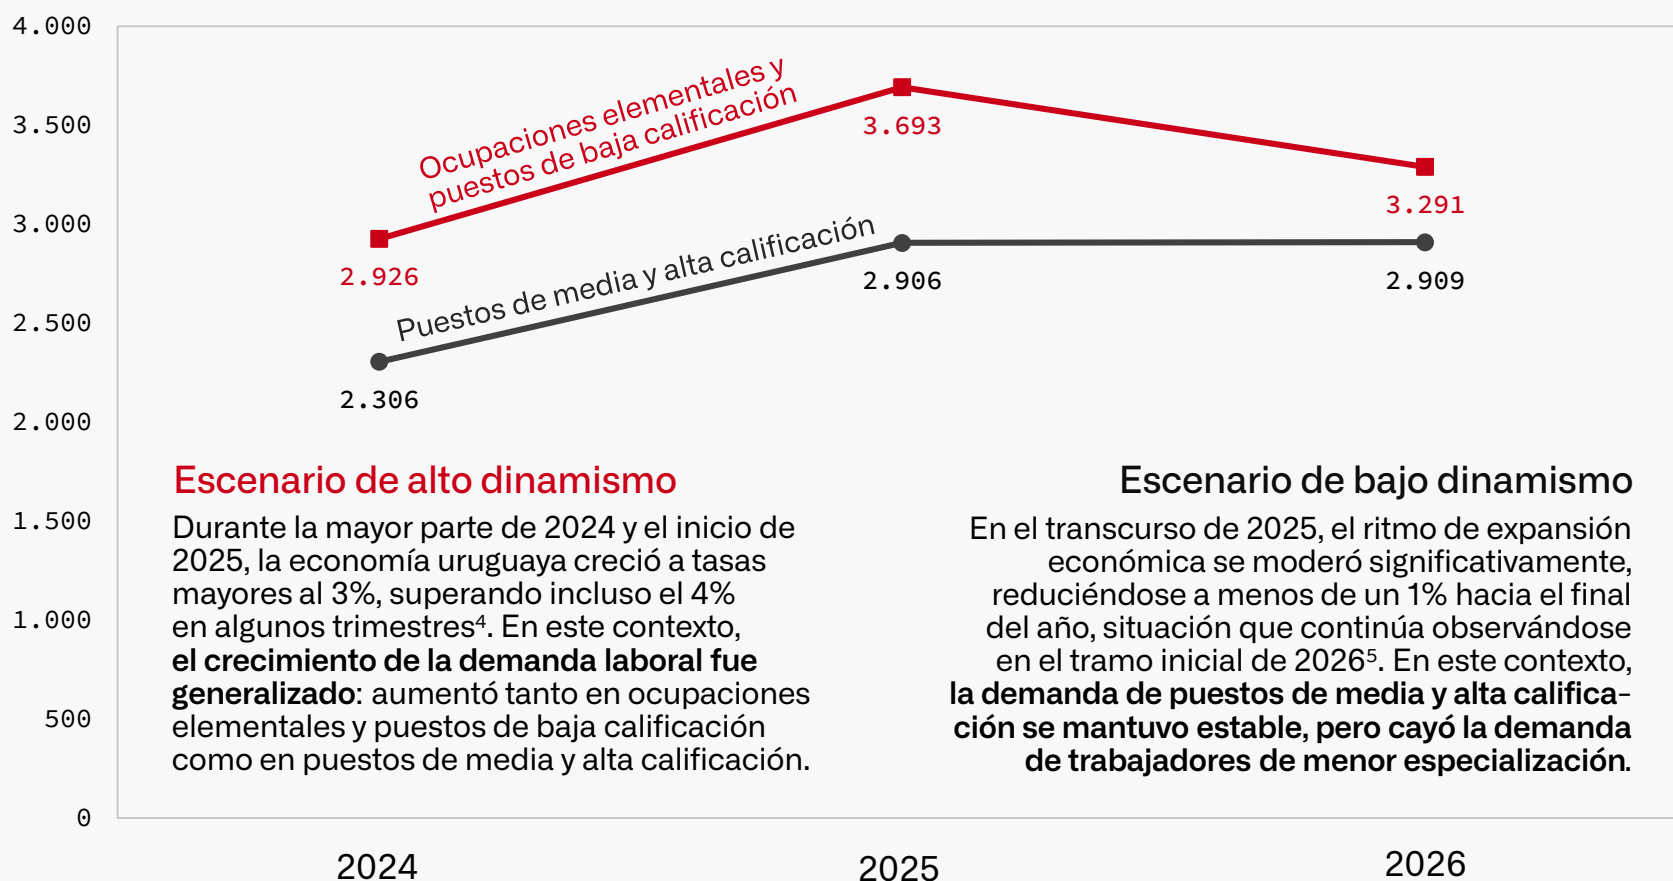 4.000
3.500
3.000
2.500
2.000
1.500
1.000
500
0
Ocupaciones elementales y
puestos de baja calificación
Puestos de media y alta calificación
2.926
3.693
3.291
2.306
2.906
2.909
Escenario de alto dinamismo
Durante la mayor parte de 2024 y el inicio de
2025, la economía uruguaya creció a tasas
mayores al 3%, superando incluso el 4%
en algunos trimestres⁴. En este contexto,
el crecimiento de la demanda laboral fue
generalizado: aumentó tanto en ocupaciones
elementales y puestos de baja calificación
como en puestos de media y alta calificación.
Escenario de bajo dinamismo
En el transcurso de 2025, el ritmo de expansión
económica se moderó significativamente,
reduciéndose a menos de un 1% hacia el final
del año, situación que continúa observándose
en el tramo inicial de 2026⁵. En este contexto,
la demanda de puestos de media y alta califica-
ción se mantuvo estable, pero cayó la demanda
de trabajadores de menor especialización.
2024
2025
2026